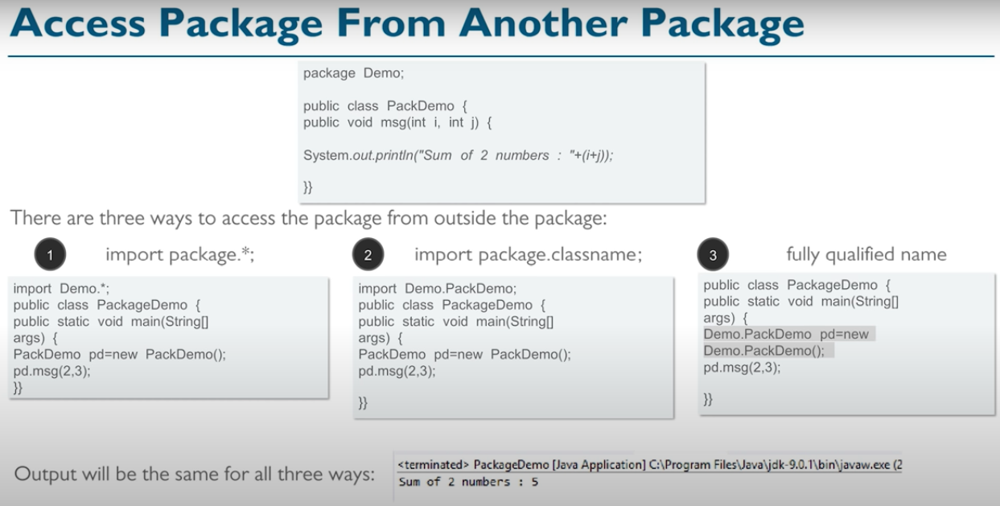 Access Package From Another Package
package Demo;
public class PackDemo {
public void msg(int i, int j) {
System.out.println("Sum of 2 numbers : "+(i+j));
}}
There are three ways to access the package from outside the package:
1 import package.*;
import Demo.*;
public class PackageDemo {
public static void main(String[]
args) {
PackDemo pd=new PackDemo();
pd.msg(2,3);
}}
2 import package.classname;
import Demo.PackDemo;
public class PackageDemo {
public static void main(String[]
args) {
PackDemo pd=new PackDemo();
pd.msg(2,3);
}}
3 fully qualified name
public class PackageDemo {
public static void main(String[]
args) {
Demo.PackDemo pd=new
Demo.PackDemo();
pd.msg(2,3);
}}
Output will be the same for all three ways:
<terminated> PackageDemo [Java Application] C:\Program Files\Java\jdk-9.0.1\bin\javaw.exe (2
Sum of 2 numbers : 5